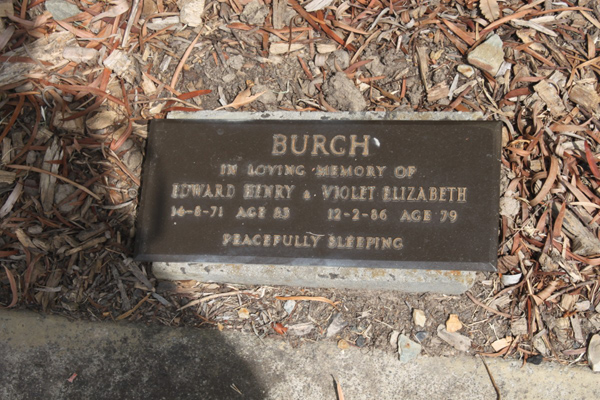 BURCH
IN LOVING MEMORY OF
EDWARD HENRY & VIOLET ELIZABETH
14-8-71 AGE 83 12-2-86 AGE 79
PEACEFULLY SLEEPING